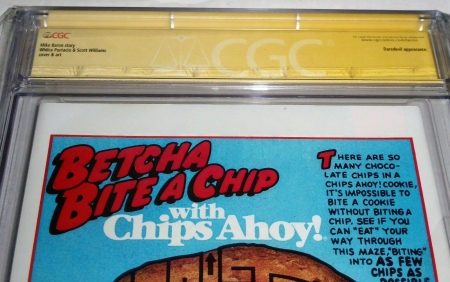 CGC
CGC
Mike Baron story
Whilce Portacio & Scott Williams
cover & art
Daredevil appearance.
BETCHA
BITE A CHIP
with
Chips Ahoy!
THERE ARE SO
MANY CHOCO-
LATE CHIPS IN A
CHIPS AHOY! COOKIE,
IT'S IMPOSSIBLE TO
BITE A COOKIE
WITHOUT BITING A
CHIP. SEE IF YOU
CAN "EAT" YOUR
WAY THROUGH
THIS MAZE, "BITING"
INTO AS FEW
CHIPS AS
POSSIBLE